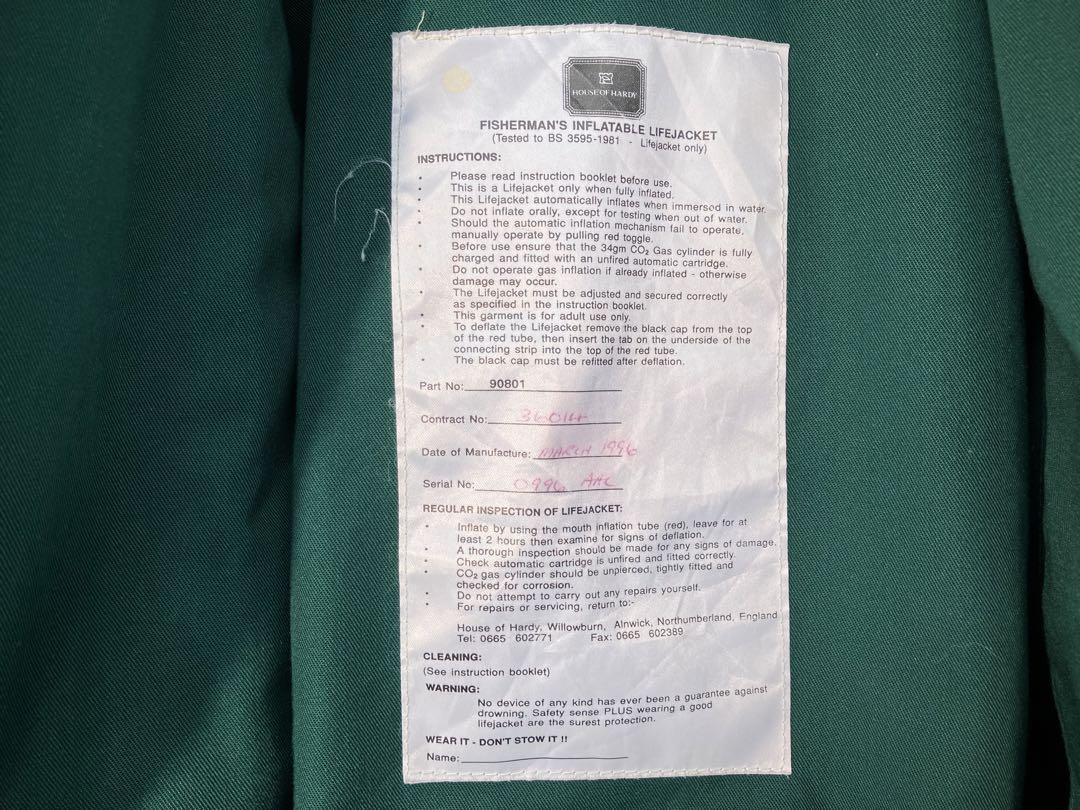 HOUSE OF HARDY
FISHERMAN'S INFLATABLE LIFEJACKET
(Tested to BS 3595-1981 - Lifejacket only)
INSTRUCTIONS:
• Please read instruction booklet before use.
• This is a Lifejacket only when fully inflated.
• This Lifejacket automatically inflates when immersed in water.
• Do not inflate orally, except for testing when out of water.
• Should the automatic inflation mechanism fail to operate,
manually operate by pulling red toggle.
• Before use ensure that the 34gm CO₂ Gas cylinder is fully
charged and fitted with an unfired automatic cartridge.
• Do not operate gas inflation if already inflated - otherwise
damage may occur.
• The Lifejacket must be adjusted and secured correctly
as specified in the instruction booklet.
• This garment is for adult use only.
• To deflate the Lifejacket remove the black cap from the top
of the red tube, then insert the tab on the underside of the
connecting strip into the top of the red tube.
• The black cap must be refitted after deflation.
Part No: 90801
Contract No:
Date of Manufacture: MARCH 1996
Serial No: 0996
REGULAR INSPECTION OF LIFEJACKET:
• Inflate by using the mouth inflation tube (red), leave for at
least 2 hours then examine for signs of deflation.
• A thorough inspection should be made for any signs of damage.
• Check automatic cartridge is unfired and fitted correctly.
• CO₂ gas cylinder should be unpierced, tightly fitted and
checked for corrosion.
• Do not attempt to carry out any repairs yourself.
• For repairs or servicing, return to:-
House of Hardy, Willowburn, Alnwick, Northumberland, England
Tel: 0665 602771 Fax: 0665 602389
CLEANING:
(See instruction booklet)
WARNING:
No device of any kind has ever been a guarantee against
drowning. Safety sense PLUS wearing a good
lifejacket are the surest protection.
WEAR IT - DON'T STOW IT !!
Name: